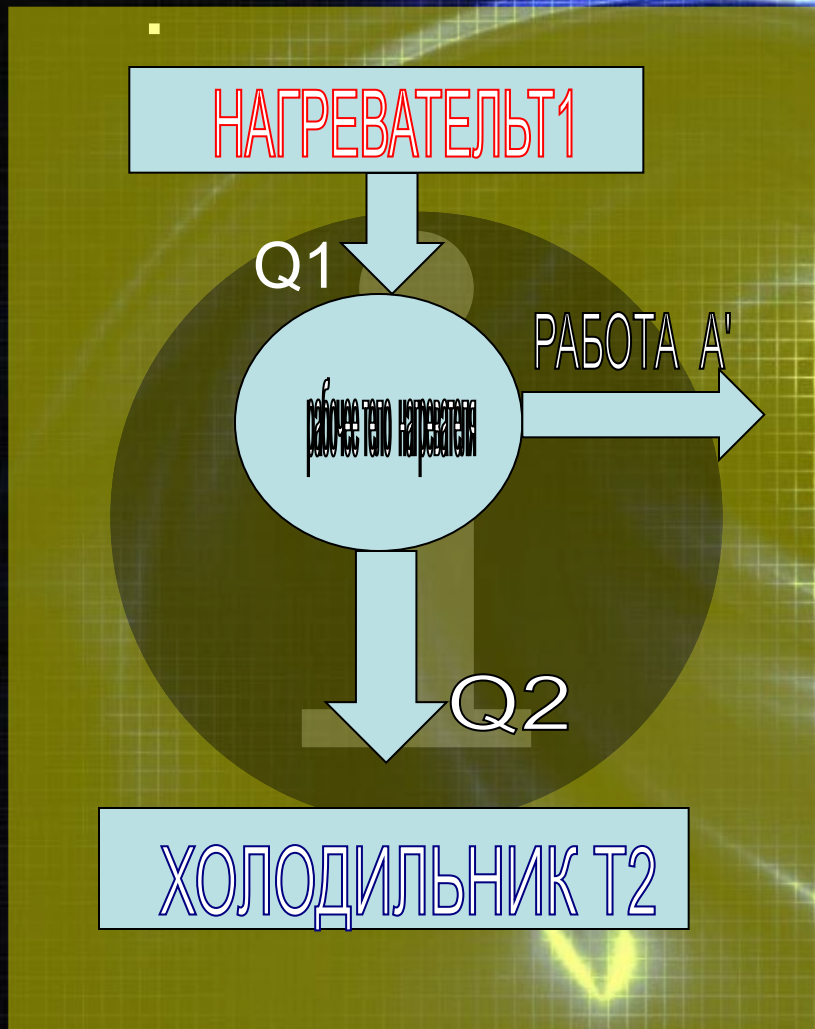 НАГРЕВАТЕЛЬТ1
Q1
РАБОТА А'
рабочее тело нагревателя
Q2
ХОЛОДИЛЬНИК Т2